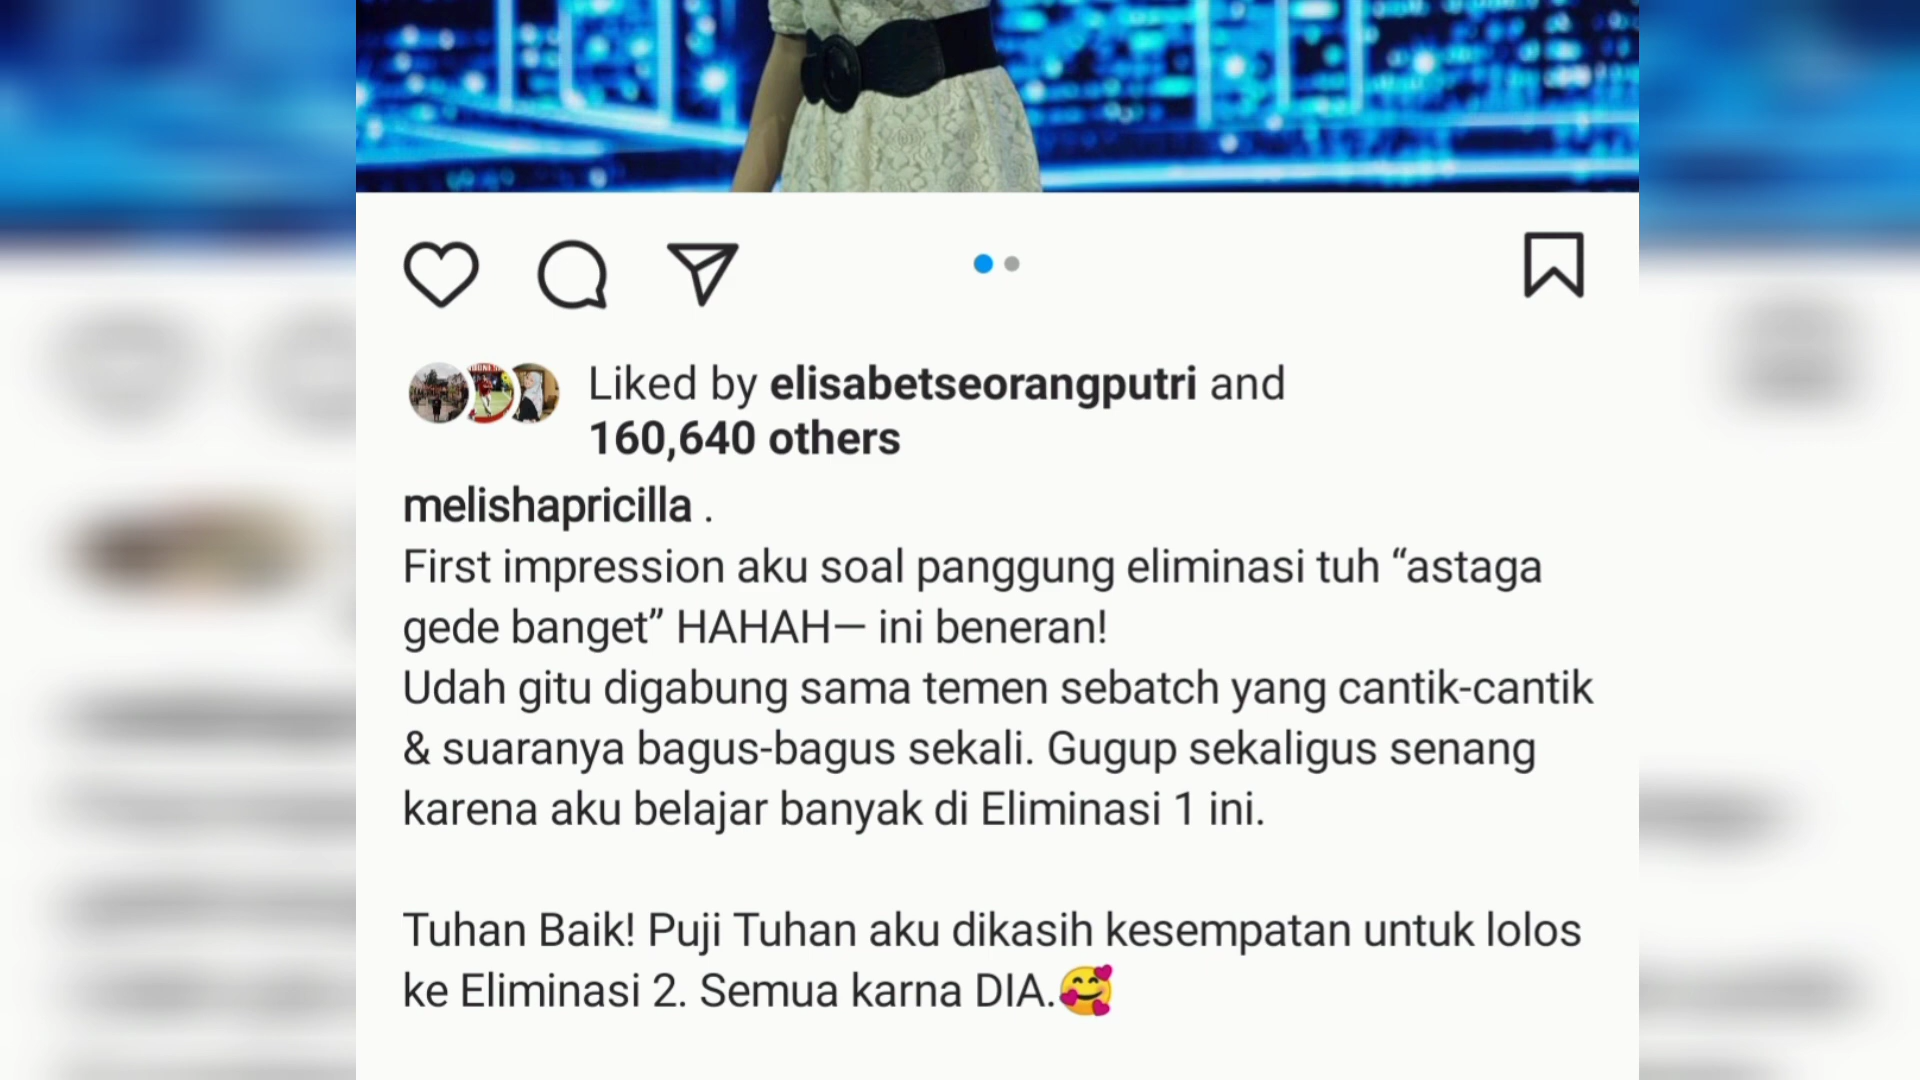 Liked by elisabetseorangputri and
160,640 others
melishapricilla .
First impression aku soal panggung eliminasi tuh “astaga
gede banget” HAHAH— ini beneran!
Udah gitu digabung sama temen sebatch yang cantik-cantik
& suaranya bagus-bagus sekali. Gugup sekaligus senang
karena aku belajar banyak di Eliminasi 1 ini.
Tuhan Baik! Puji Tuhan aku dikasih kesempatan untuk lolos
ke Eliminasi 2. Semua karna DIA.🥰